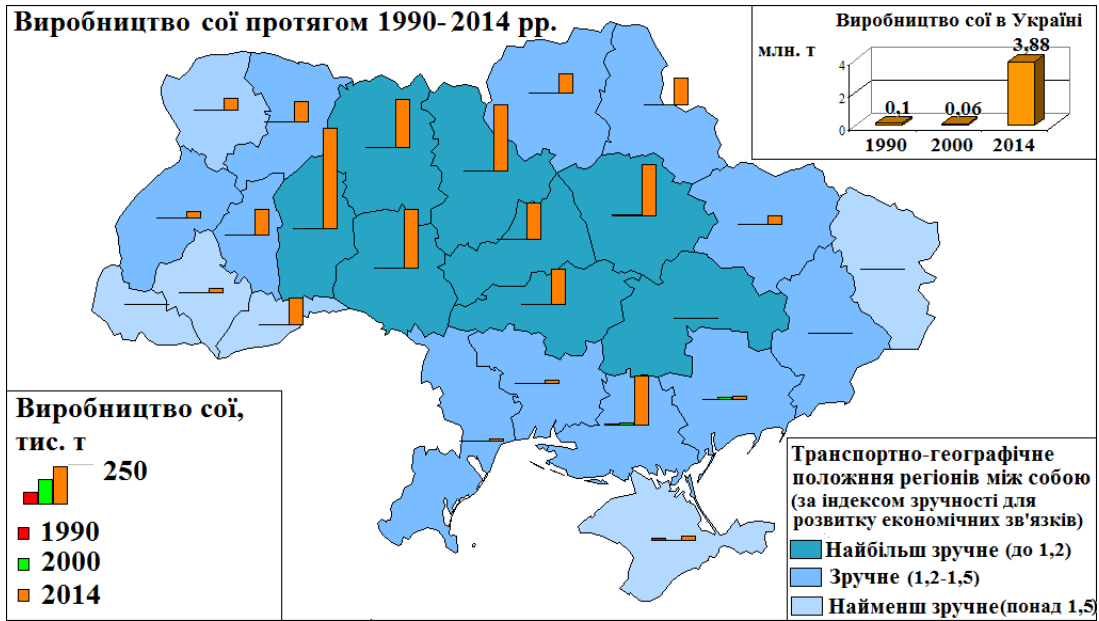 Виробництво сої протягом 1990-2014 рр.
Виробництво сої в Україні
млн. т
3,88
4
2
0
0,1
0,06
1990
2000
2014
Виробництво сої,
тис. т
250
1990
2000
2014
Транспортно-географічне
положння регіонів між собою
(за індексом зручності для
розвитку економічних зв'язків)
Найбільш зручне (до 1,2)
Зручне (1,2-1,5)
Найменш зручне(понад 1,5)